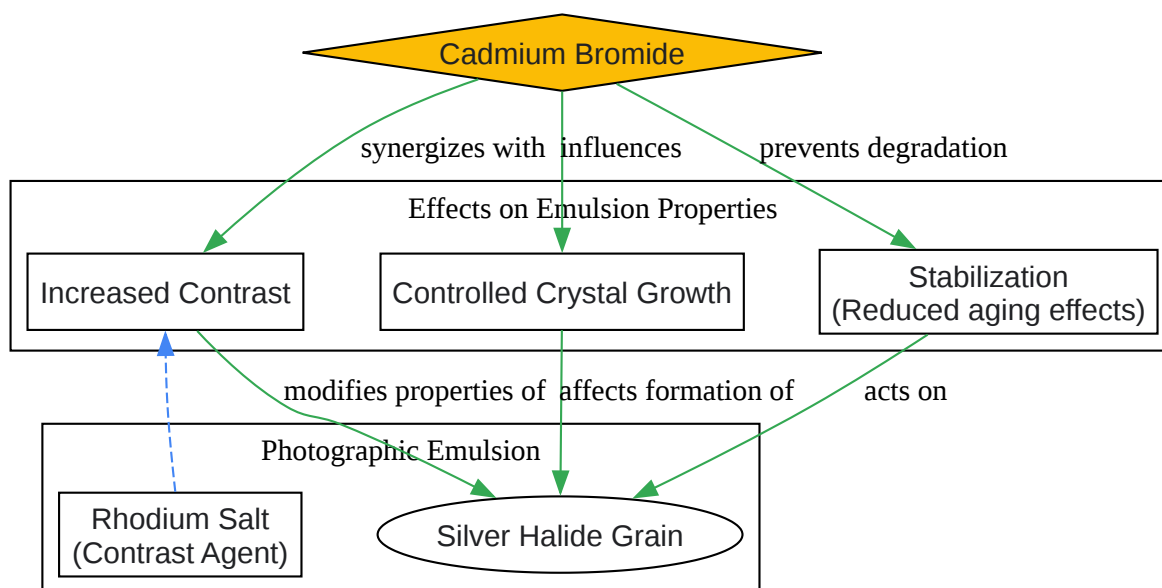 Cadmium Bromide
synergizes with
influences
prevents degradation
Effects on Emulsion Properties
Increased Contrast
Controlled Crystal Growth
Stabilization
(Reduced aging effects)
modifies properties of
affects formation of
acts on
Photographic Emulsion
Rhodium Salt
(Contrast Agent)
Silver Halide Grain